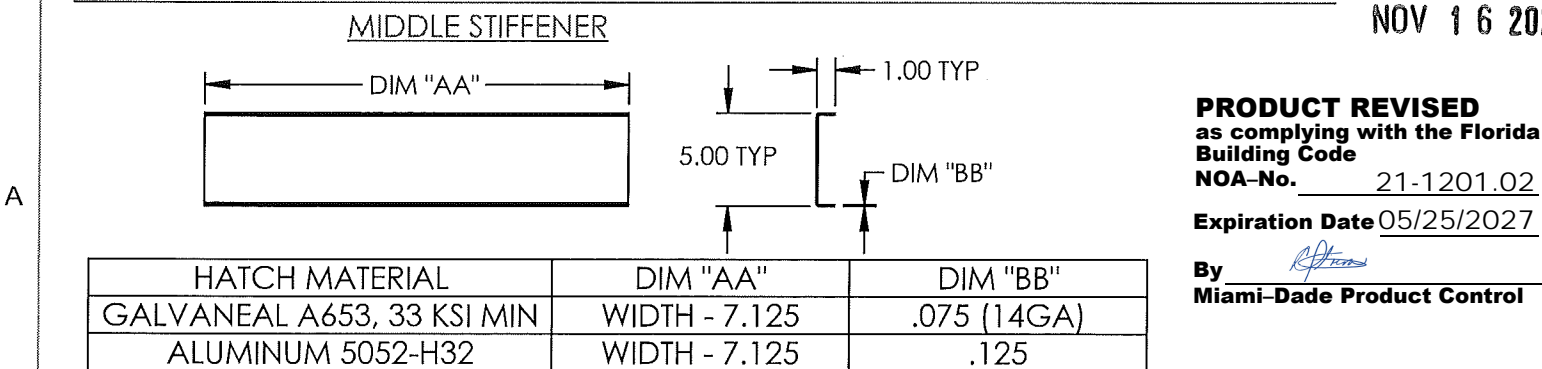 MIDDLE STIFFENER
DIM "AA"
1.00 TYP
5.00 TYP
DIM "BB"
A
HATCH MATERIAL DIM "AA" DIM "BB"
GALVANEAL A653, 33 KSI MIN WIDTH - 7.125 .075 (14GA)
ALUMINUM 5052-H32 WIDTH - 7.125 .125
NOV 16
PRODUCT REVISED
as complying with the Florida
Building Code
NOA–No. 21-1201.02
Expiration Date 05/25/2027
By
Miami–Dade Product Control